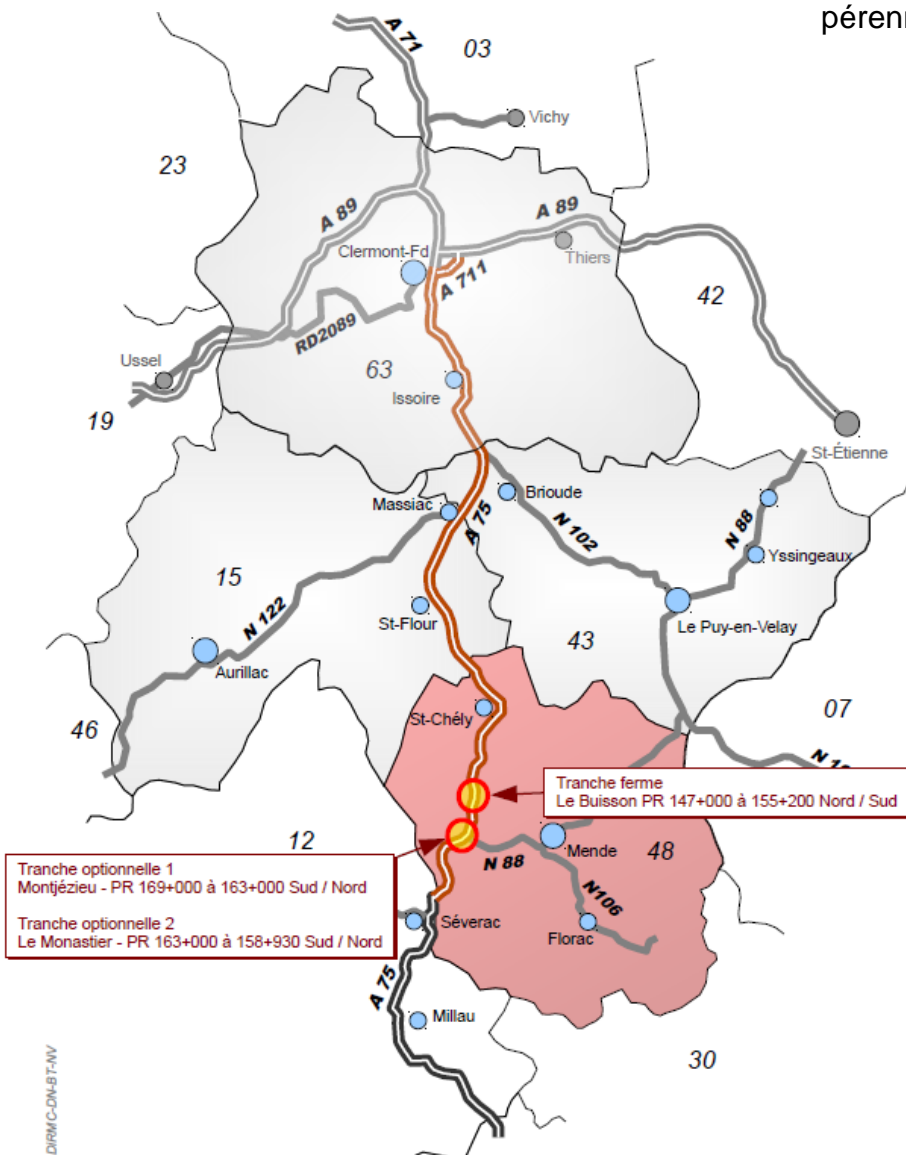 pérenn
A 71
03
Vichy
23
A 89
A 89
Clermont-Fd
Thiers
A 711
42
RD2089
Ussel
63
Issoire
19
St-Étienne
Massiac
A 75
Brioude
N 102
N 88
Yssingeaux
15
N 122
St-Flour
Le Puy-en-Velay
Aurillac
43
46
St-Chély
07
N 10
Tranche ferme
Le Buisson PR 147+000 à 155+200 Nord / Sud
12
Mende
48
N 88
Tranche optionnelle 1
Montjézieu - PR 169+000 à 163+000 Sud / Nord
Tranche optionnelle 2
Le Monastier - PR 163+000 à 158+930 Sud / Nord
N106
Séverac
Florac
A 75
Millau
30
DIRMC-DN-BT-NV